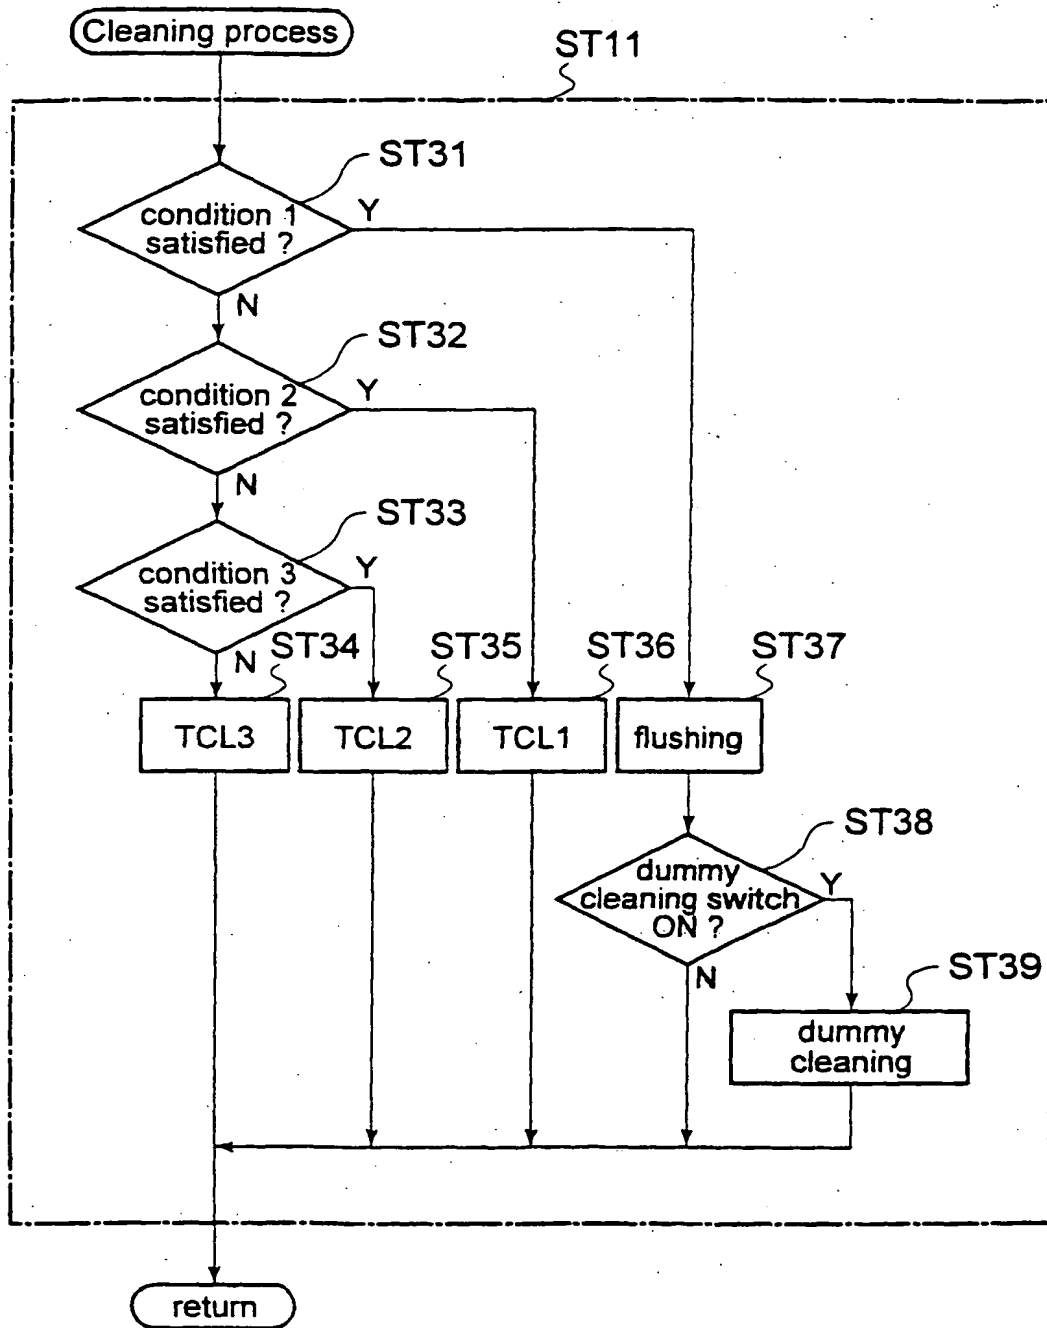 Cleaning process
ST11
ST31
condition 1
satisfied ?
Y
N
ST32
condition 2
satisfied ?
Y
N
ST33
condition 3
satisfied ?
Y
N
ST34
ST35
ST36
ST37
TCL3
TCL2
TCL1
flushing
ST38
dummy
cleaning switch
ON ?
Y
N
ST39
dummy
cleaning
return